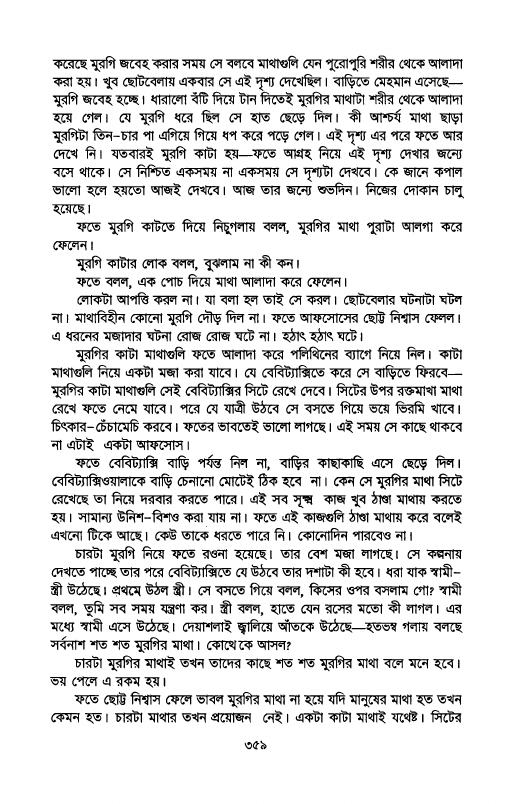 করেছে মুরগি জবেহ করার সময় সে বলবে মাথাগুলি যেন পুরোপুরি শরীর থেকে আলাদা
করা হয়। খুব ছোটবেলায় একবার সে এই দৃশ্য দেখেছিল। বাড়িতে মেহমান এসেছে—
মুরগি জবেহ হচ্ছে। ধারালো বঁটি দিয়ে টান দিতেই মুরগির মাথাটা শরীর থেকে আলাদা
হয়ে গেল। যে মুরগি ধরে ছিল সে হাত ছেড়ে দিল। কী আশ্চর্য মাথা ছাড়া
মুরগিটা তিন-চার পা এগিয়ে গিয়ে ধপ করে পড়ে গেল। এই দৃশ্য এর পরে ফতে আর
দেখে নি। যতবারই মুরগি কাটা হয়—ফতে আগ্রহ নিয়ে এই দৃশ্য দেখার জন্যে
বসে থাকে। সে নিশ্চিত একসময় না একসময় সে দৃশ্যটা দেখবে। কে জানে কপাল
ভালো হলে হয়তো আজই দেখবে। আজ তার জন্যে শুভদিন। নিজের দোকান চালু
হয়েছে।
ফতে মুরগি কাটতে দিয়ে নিচুগলায় বলল, মুরগির মাথা পুরাটা আলগা করে
ফেলেন।
মুরগি কাটার লোক বলল, বুঝলাম না কী কন।
ফতে বলল, এক পোচ দিয়ে মাথা আলাদা করে ফেলেন।
লোকটা আপত্তি করল না। যা বলা হল তাই সে করল। ছোটবেলার ঘটনাটা ঘটল
না। মাথাবিহীন কোনো মুরগি দৌড় দিল না। ফতে আফসোসের ছোট্ট নিশ্বাস ফেলল।
এ ধরনের মজাদার ঘটনা রোজ রোজ ঘটে না। হঠাৎ হঠাৎ ঘটে।
মুরগির কাটা মাথাগুলি ফতে আলাদা করে পলিথিনের ব্যাগে নিয়ে নিল। কাটা
মাথাগুলি নিয়ে একটা মজা করা যাবে। যে বেবিট্যাক্সিতে করে সে বাড়িতে ফিরবে—
মুরগির কাটা মাথাগুলি সেই বেবিট্যাক্সির সিটে রেখে দেবে। সিটের উপর রক্তমাখা মাথা
রেখে ফতে নেমে যাবে। পরে যে যাত্রী উঠবে সে বসতে গিয়ে ভয়ে ভিরমি খাবে।
চিৎকার-চেঁচামেচি করবে। ফতের ভাবতেই ভালো লাগছে। এই সময় সে কাছে থাকবে
না এটাই একটা আফসোস।
ফতে বেবিট্যাক্সি বাড়ি পর্যন্ত নিল না, বাড়ির কাছাকাছি এসে ছেড়ে দিল।
বেবিট্যাক্সিওয়ালাকে বাড়ি চেনানো মোটেই ঠিক হবে না। কেন সে মুরগির মাথা সিটে
রেখেছে তা নিয়ে দরবার করতে পারে। এই সব সূক্ষ্ম কাজ খুব ঠাণ্ডা মাথায় করতে
হয়। সামান্য উনিশ-বিশও করা যায় না। ফতে এই কাজগুলি ঠাণ্ডা মাথায় করে বলেই
এখনো টিকে আছে। কেউ তাকে ধরতে পারে নি। কোনোদিন পারবেও না।
চারটা মুরগি নিয়ে ফতে রওনা হয়েছে। তার বেশ মজা লাগছে। সে কল্পনায়
দেখতে পাচ্ছে তার পরে বেবিট্যাক্সিতে যে উঠবে তার দশাটা কী হবে। ধরা যাক স্বামী-
স্ত্রী উঠেছে। প্রথমে উঠল স্ত্রী। সে বসতে গিয়ে বলল, কিসের ওপর বসলাম গো? স্বামী
বলল, তুমি সব সময় যন্ত্রণা কর। স্ত্রী বলল, হাতে যেন রসের মতো কী লাগল। এর
মধ্যে স্বামী এসে উঠেছে। দেয়াশলাই জ্বালিয়ে আঁতকে উঠেছে—হতভম্ব গলায় বলছে
সর্বনাশ শত শত মুরগির মাথা। কোত্থেকে আসল?
চারটা মুরগির মাথাই তখন তাদের কাছে শত শত মুরগির মাথা বলে মনে হবে।
ভয় পেলে এ রকম হয়।
ফতে ছোট্ট নিশ্বাস ফেলে ভাবল মুরগির মাথা না হয়ে যদি মানুষের মাথা হত তখন
কেমন হত। চারটা মাথার তখন প্রয়োজন নেই। একটা কাটা মাথাই যথেষ্ট। সিটের
৩৫৯